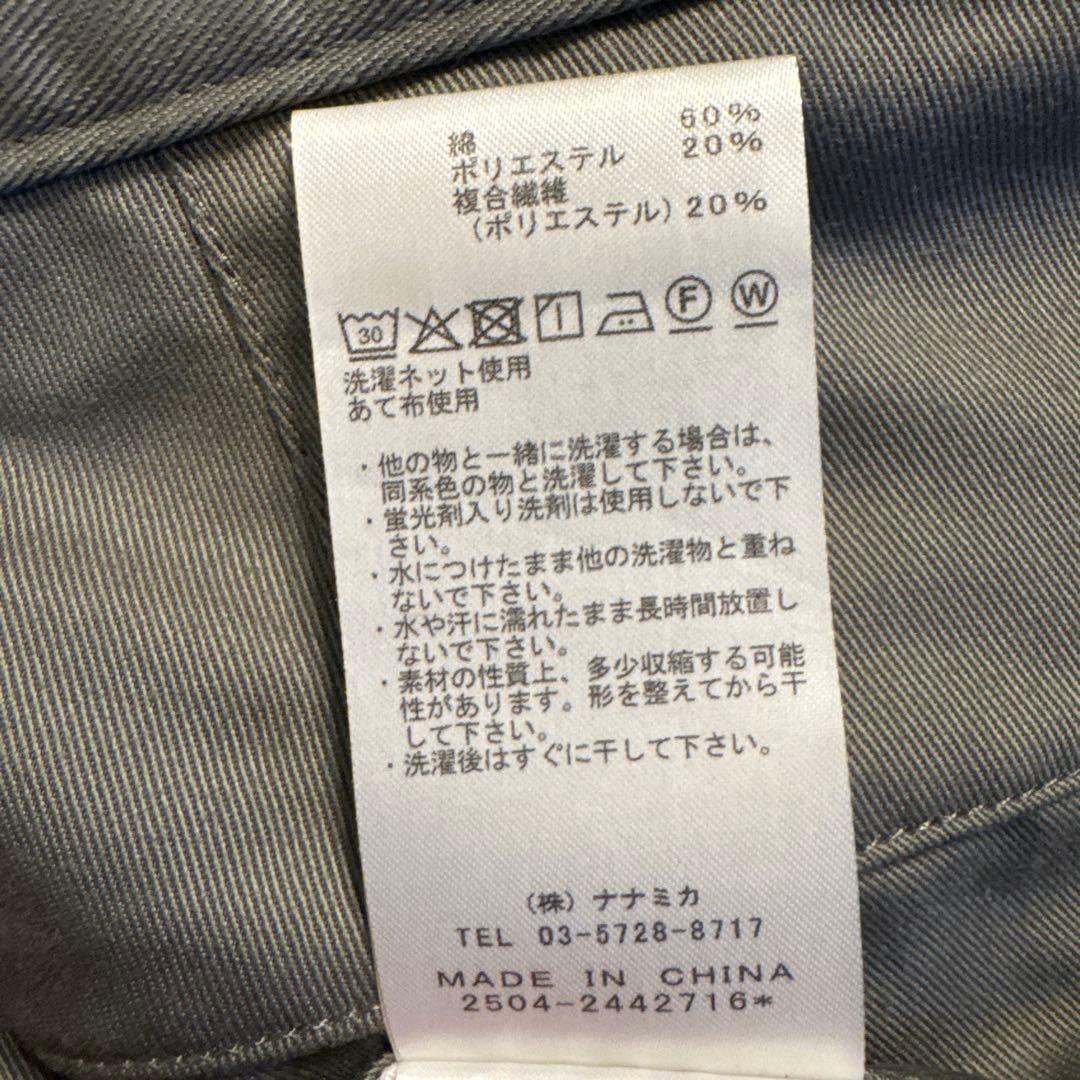 綿 60%
ポリエステル 20%
複合繊維
(ポリエステル) 20%
30 F W
洗濯ネット使用
あて布使用
・他の物と一緒に洗濯する場合は、
同系色の物と洗濯して下さい。
・蛍光剤入り洗剤は使用しないで下
さい。
・水につけたまま他の洗濯物と重ね
ないで下さい。
・水や汗に濡れたまま長時間放置し
ないで下さい。
・素材の性質上、多少収縮する可能
性があります。形を整えてから干
して下さい。
・洗濯後はすぐに干して下さい。
(株) ナナミカ
TEL 03-5728-8717
MADE IN CHINA
2504-2442716*